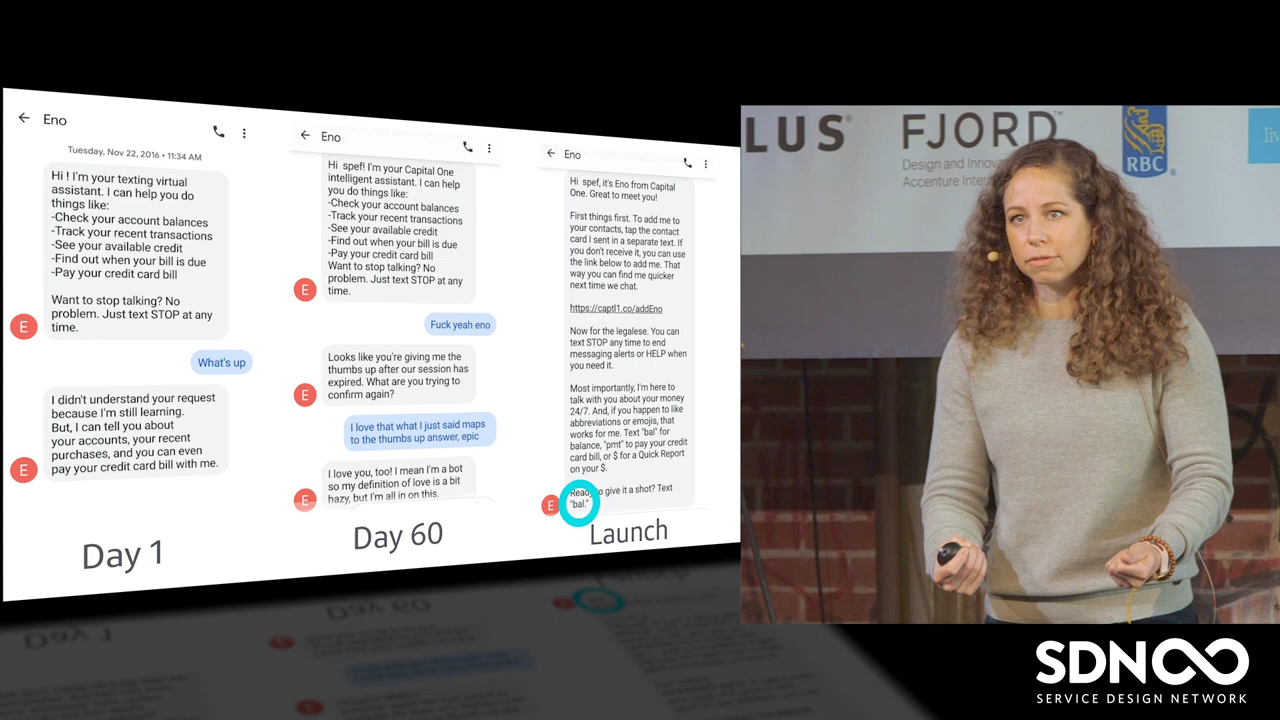 Eno
Tuesday, Nov 22, 2016 • 11:34 AM
Hi ! I'm your texting virtual
assistant. I can help you do
things like:
-Check your account balances
-Track your recent transactions
-See your available credit
-Find out when your bill is due
-Pay your credit card bill
Want to stop talking? No
problem. Just text STOP at any
time.
E
What's up
I didn't understand your request
because I'm still learning.
But, I can tell you about
your accounts, your recent
purchases, and you can even
pay your credit card bill with me.
E
Day 1
Eno
Hi spef! I'm your Capital One
intelligent assistant. I can help
you do things like:
-Check your account balances
-Track your recent transactions
-See your available credit
-Find out when your bill is due
-Pay your credit card bill
Want to stop talking? No
problem. Just text STOP at any
time.
E
Fuck yeah eno
Looks like you're giving me the
thumbs up after our session has
expired. What are you trying to
confirm again?
E
I love that what I just said maps
to the thumbs up answer, epic
I love you, too! I mean I'm a bot
so my definition of love is a bit
hazy, but I'm all in on this.
E
Day 60
Eno
Hi spef, it's Eno from Capital
One. Great to meet you!
First things first. To add me to
your contacts, tap the contact
card I sent in a separate text. If
you don't receive it, you can use
the link below to add me. That
way you can find me quicker
next time we chat.
https://captl1.co/addEno
Now for the legalese. You can
text STOP any time to end
messaging alerts or HELP when
you need it.
Most importantly, I'm here to
talk with you about your money
24/7. And, if you happen to like
abbreviations or emojis, that
works for me. Text "bal" for
balance, "pmt" to pay your credit
card bill, or $ for a Quick Report
on your $.
Ready to give it a shot? Text
"bal."
E
Launch
LUS®
FJORD™
Design and Innova
Accenture Inter
RBC
®
liv
SDN
SERVICE DESIGN NETWORK